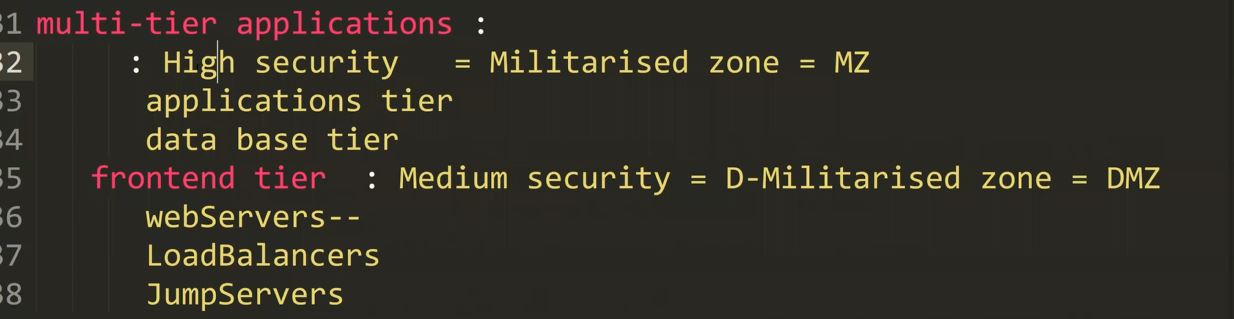 31 multi-tier applications :
32 : High security = Militarised zone = MZ
33 applications tier
34 data base tier
35 frontend tier : Medium security = D-Militarised zone = DMZ
36 webServers--
37 LoadBalancers
38 JumpServers